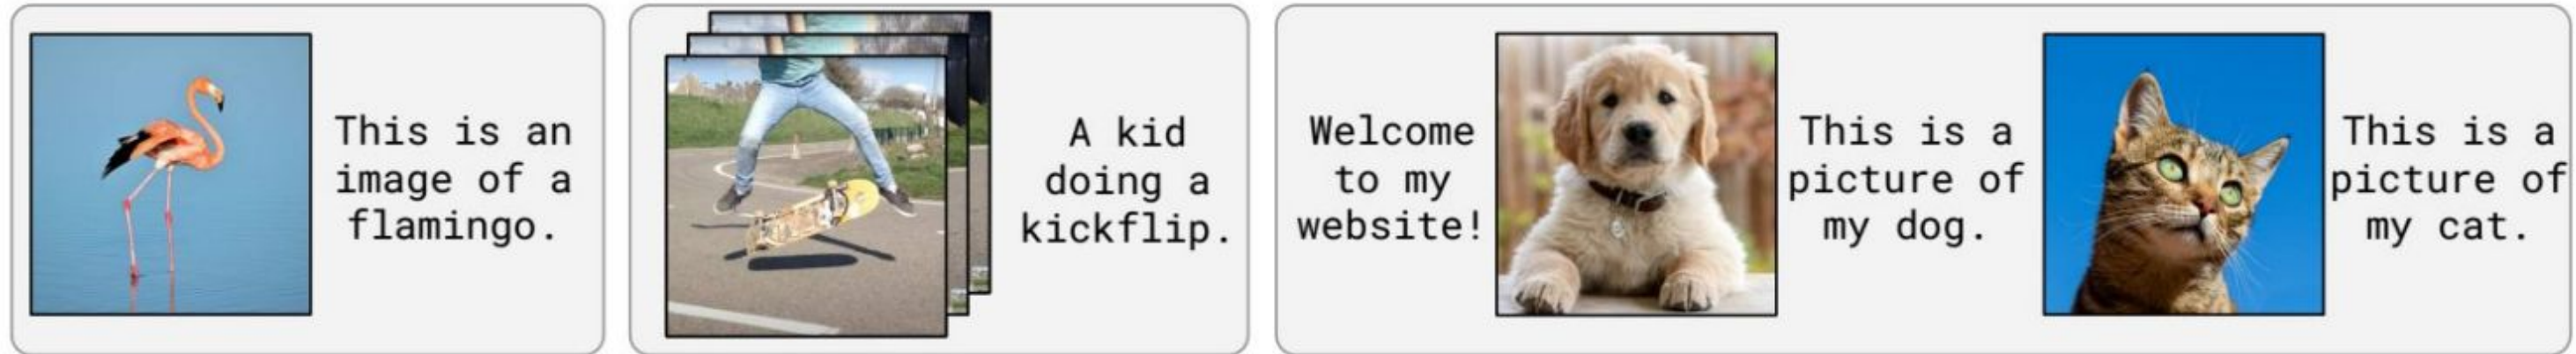 This is an
image of a
flamingo.
A kid
doing a
kickflip.
Welcome
to my
website!
This is a
picture of
my dog.
This is a
picture of
my cat.